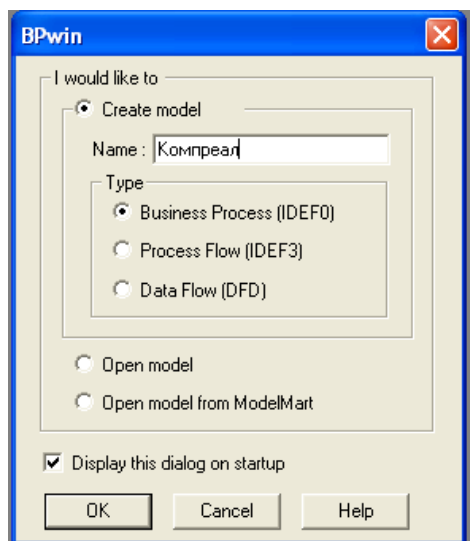 BPwin
I would like to
Create model
Name : Компреал
Type
Business Process (IDEF0)
Process Flow (IDEF3)
Data Flow (DFD)
Open model
Open model from ModelMart
Display this dialog on startup
OK Cancel Help